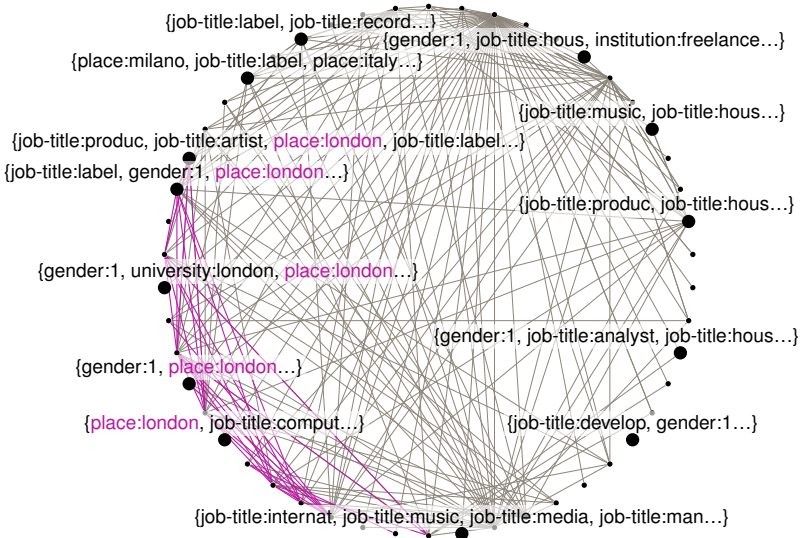 {job-title:label, job-title:record…}
{gender:1, job-title:hous, institution:freelance…}
{place:milano, job-title:label, place:italy…}
{job-title:music, job-title:hous…}
{job-title:produc, job-title:artist, place:london, job-title:label…}
{job-title:label, gender:1, place:london…}
{job-title:produc, job-title:hous…}
{gender:1, university:london, place:london…}
{gender:1, job-title:analyst, job-title:hous…}
{gender:1, place:london…}
{place:london, job-title:comput…}
{job-title:develop, gender:1…}
{job-title:internat, job-title:music, job-title:media, job-title:man…}